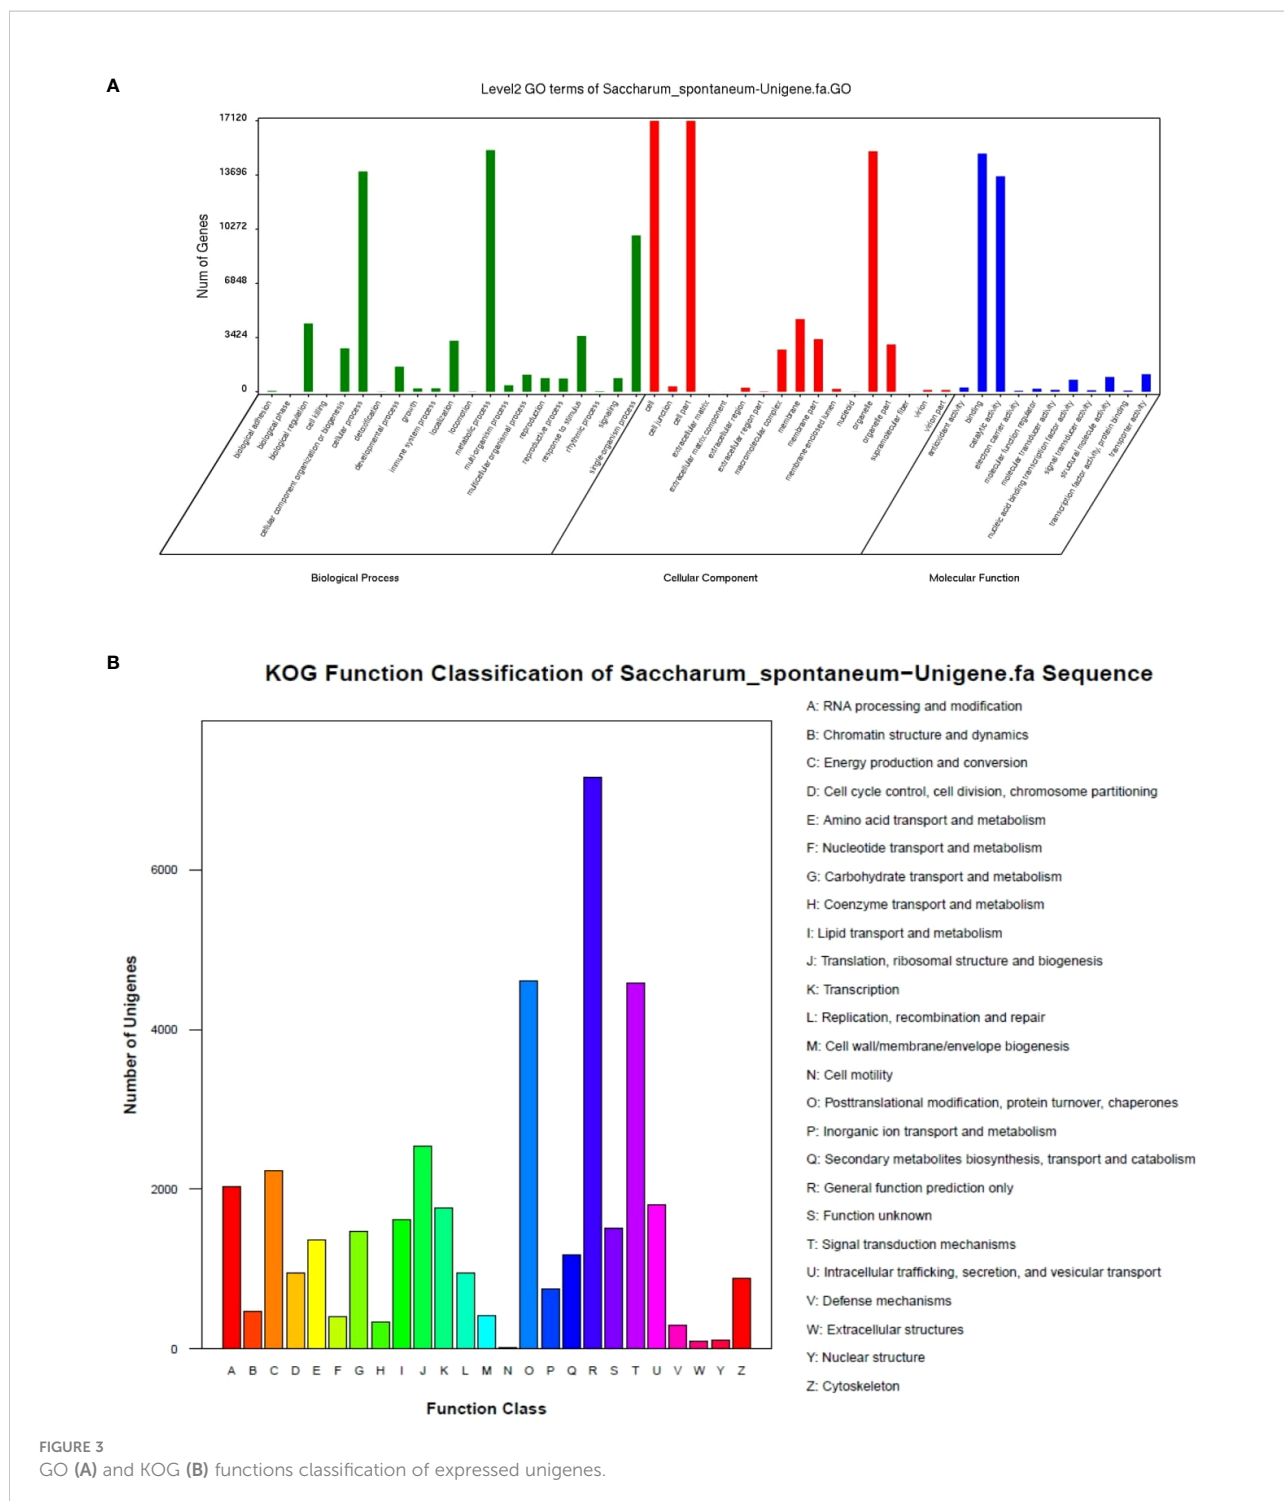 A
Level2 GO terms of Saccharum_spontaneum-Unigene.fa.GO
17120
13696
10272
6848
3424
0
Num of Genes
biological adhesion
biological phase
biological regulation
cell killing
cellular component organization or biogenesis
cellular process
detoxification
developmental process
growth
immune system process
localization
locomotion
metabolic process
multi-organism process
multicellular organismal process
reproduction
reproductive process
response to stimulus
rhythmic process
signaling
single-organism process
cell
cell junction
cell part
extracellular matrix
extracellular matrix component
extracellular region
extracellular region part
macromolecular complex
membrane
membrane part
membrane-enclosed lumen
nucleoid
organelle
organelle part
supramolecular fiber
virion
virion part
antioxidant activity
binding
catalytic activity
electron carrier activity
molecular function regulator
molecular transducer activity
nucleic acid binding transcription factor activity
signal transducer activity
structural molecule activity
transcription factor activity, protein binding
transporter activity
Biological Process
Cellular Component
Molecular Function
B
KOG Function Classification of Saccharum_spontaneum−Unigene.fa Sequence
6000
4000
2000
0
Number of Unigenes
A B C D E F G H I J K L M N O P Q R S T U V W Y Z
Function Class
A: RNA processing and modification
B: Chromatin structure and dynamics
C: Energy production and conversion
D: Cell cycle control, cell division, chromosome partitioning
E: Amino acid transport and metabolism
F: Nucleotide transport and metabolism
G: Carbohydrate transport and metabolism
H: Coenzyme transport and metabolism
I: Lipid transport and metabolism
J: Translation, ribosomal structure and biogenesis
K: Transcription
L: Replication, recombination and repair
M: Cell wall/membrane/envelope biogenesis
N: Cell motility
O: Posttranslational modification, protein turnover, chaperones
P: Inorganic ion transport and metabolism
Q: Secondary metabolites biosynthesis, transport and catabolism
R: General function prediction only
S: Function unknown
T: Signal transduction mechanisms
U: Intracellular trafficking, secretion, and vesicular transport
V: Defense mechanisms
W: Extracellular structures
Y: Nuclear structure
Z: Cytoskeleton
FIGURE 3
GO (A) and KOG (B) functions classification of expressed unigenes.